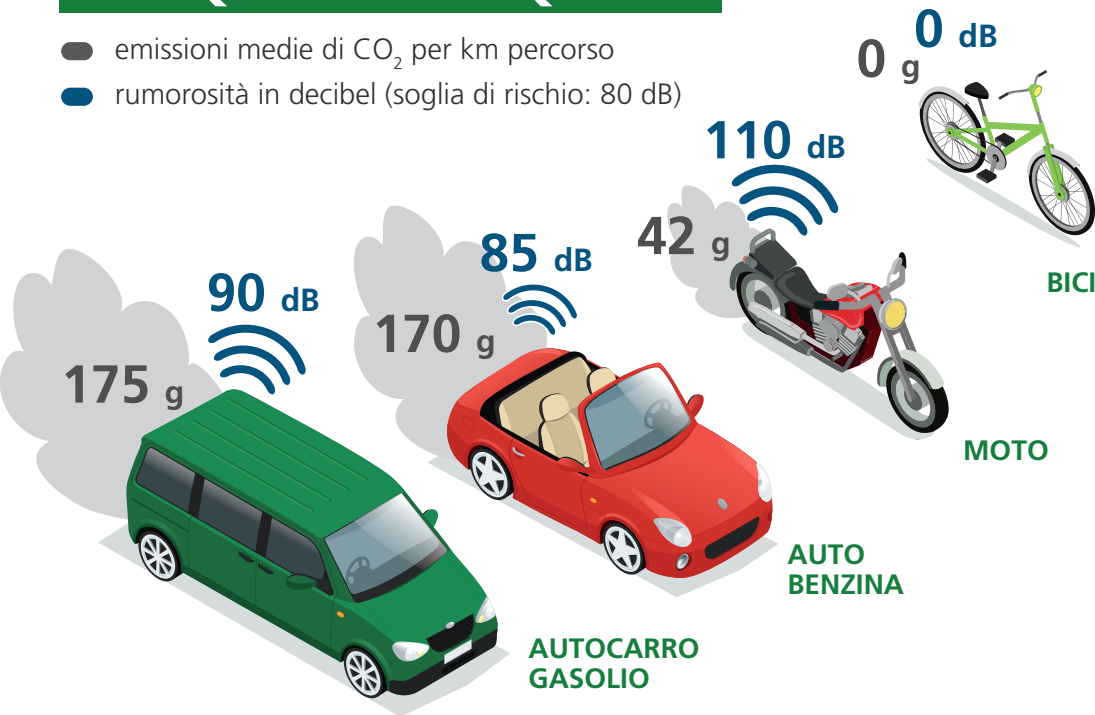 emissioni medie di CO₂ per km percorso
rumorosità in decibel (soglia di rischio: 80 dB)
0 dB
0 g
BICI
110 dB
42 g
MOTO
85 dB
170 g
AUTO
BENZINA
90 dB
175 g
AUTOCARRO
GASOLIO